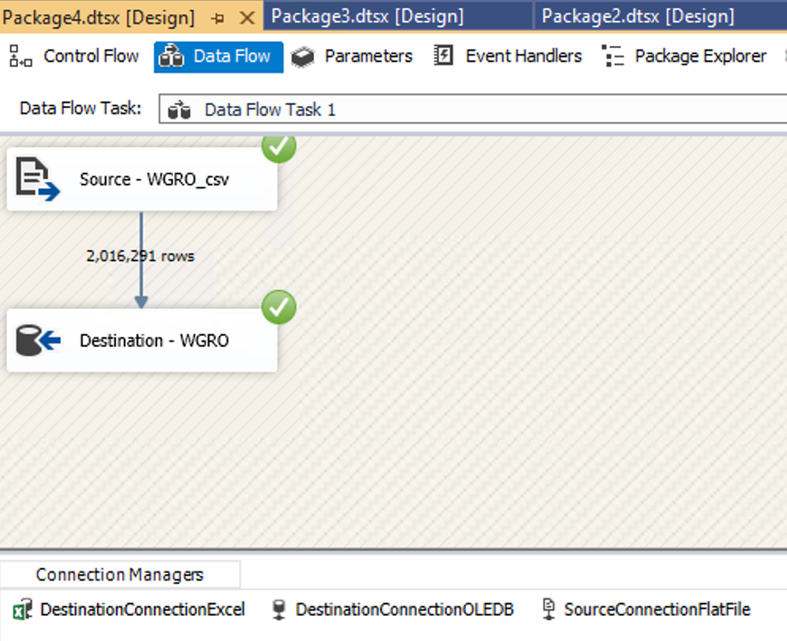 Package4.dtsx [Design] Package3.dtsx [Design] Package2.dtsx [Design]
Control Flow Data Flow Parameters Event Handlers Package Explorer
Data Flow Task: Data Flow Task 1
Source - WGRO_csv
2,016,291 rows
Destination - WGRO
Connection Managers
DestinationConnectionExcel DestinationConnectionOLEDB SourceConnectionFlatFile